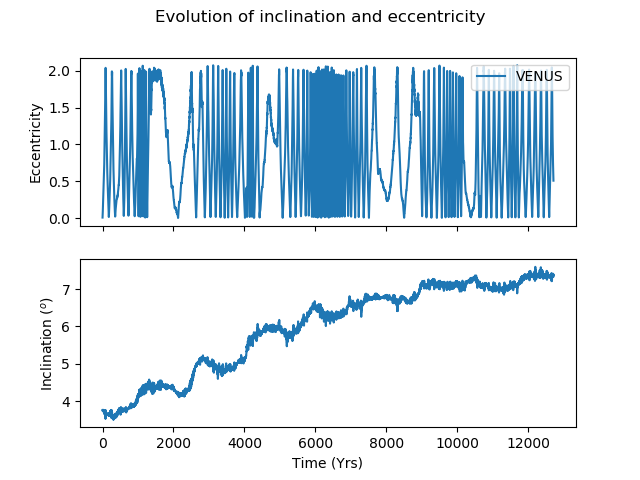 Evolution of inclination and eccentricity
Eccentricity
2.0
1.5
1.0
0.5
0.0
VENUS
Inclination (°)
7
6
5
4
0 2000 4000 6000 8000 10000 12000
Time (Yrs)